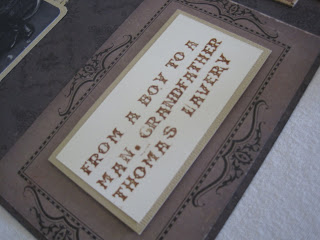 FROM A BOY TO A
MAN, GRANDFATHER
THOMAS LAVERY